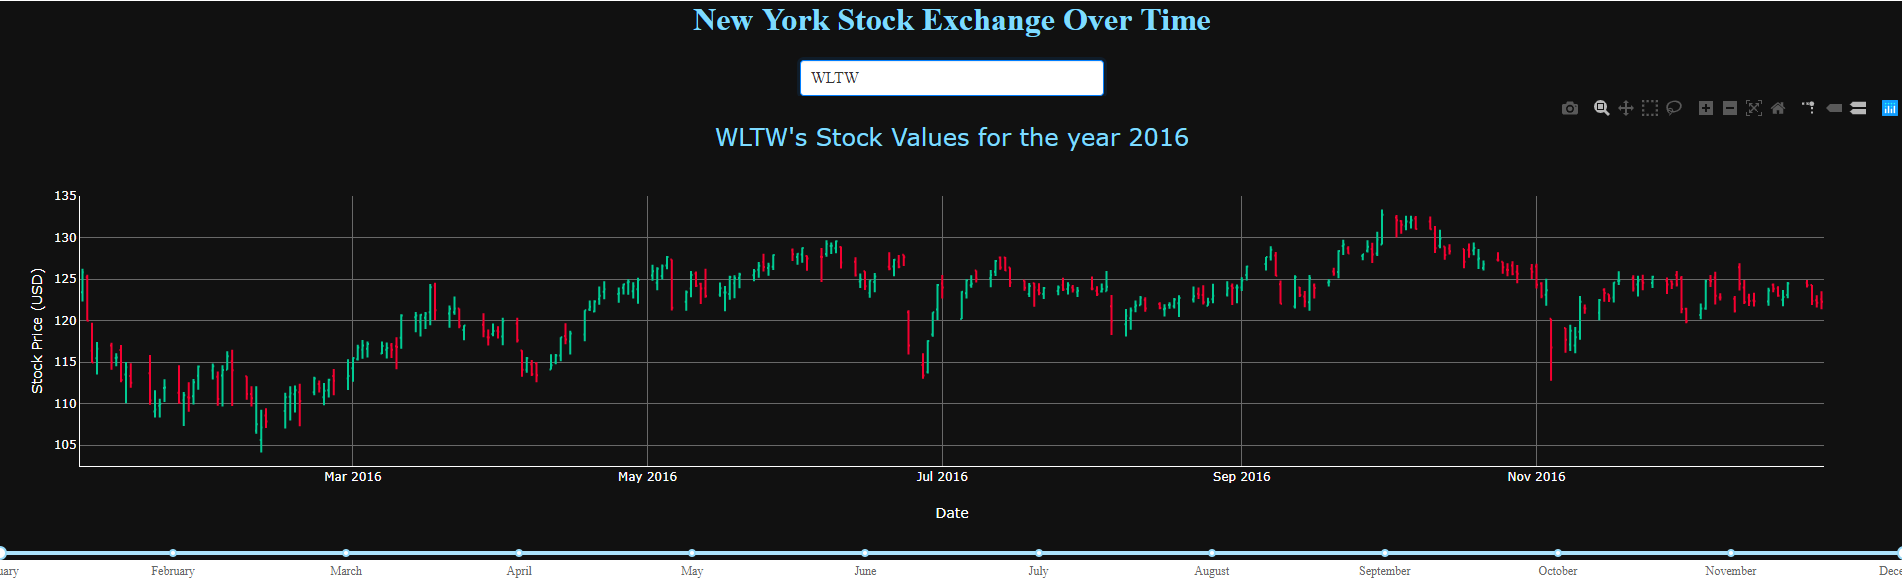 New York Stock Exchange Over Time
WLTW
WLTW's Stock Values for the year 2016
135
130
125
120
115
110
105
Stock Price (USD)
Mar 2016 May 2016 Jul 2016 Sep 2016 Nov 2016
Date
uary February March April May June July August September October November Dece